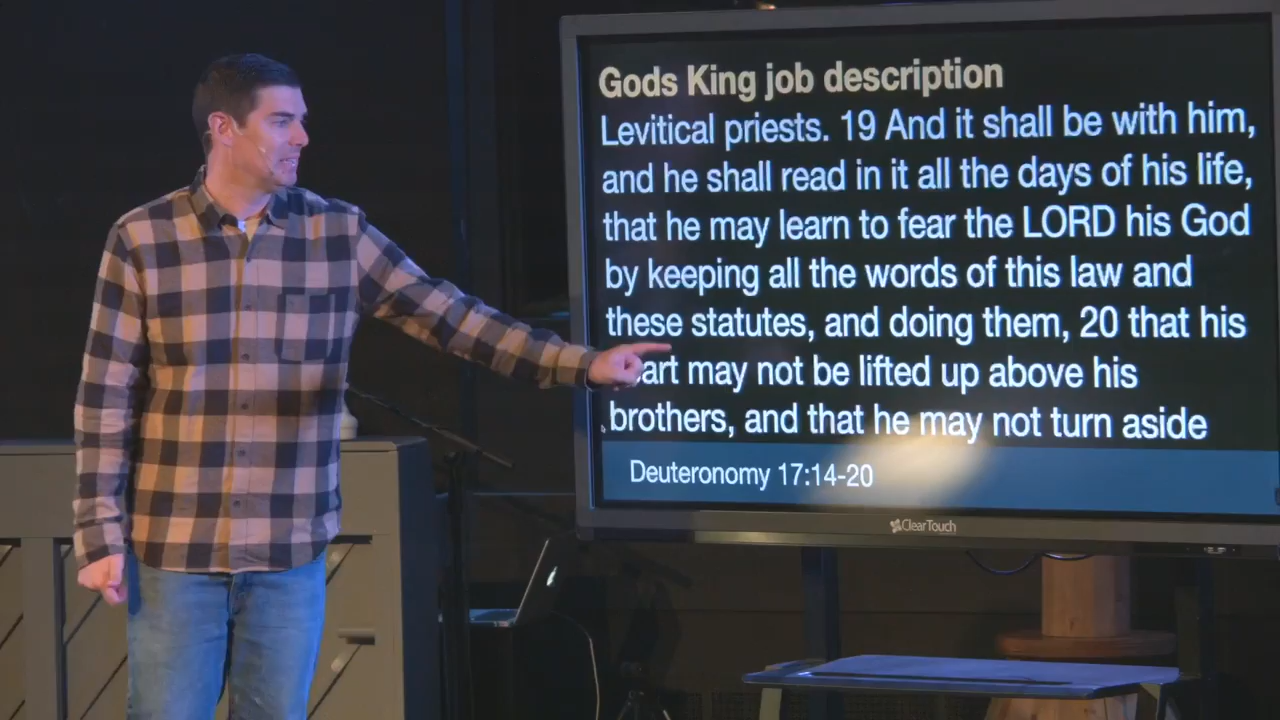 Gods King job description
Levitical priests. 19 And it shall be with him,
and he shall read in it all the days of his life,
that he may learn to fear the LORD his God
by keeping all the words of this law and
these statutes, and doing them, 20 that his
art may not be lifted up above his
brothers, and that he may not turn aside
Deuteronomy 17:14-20
ClearTouch